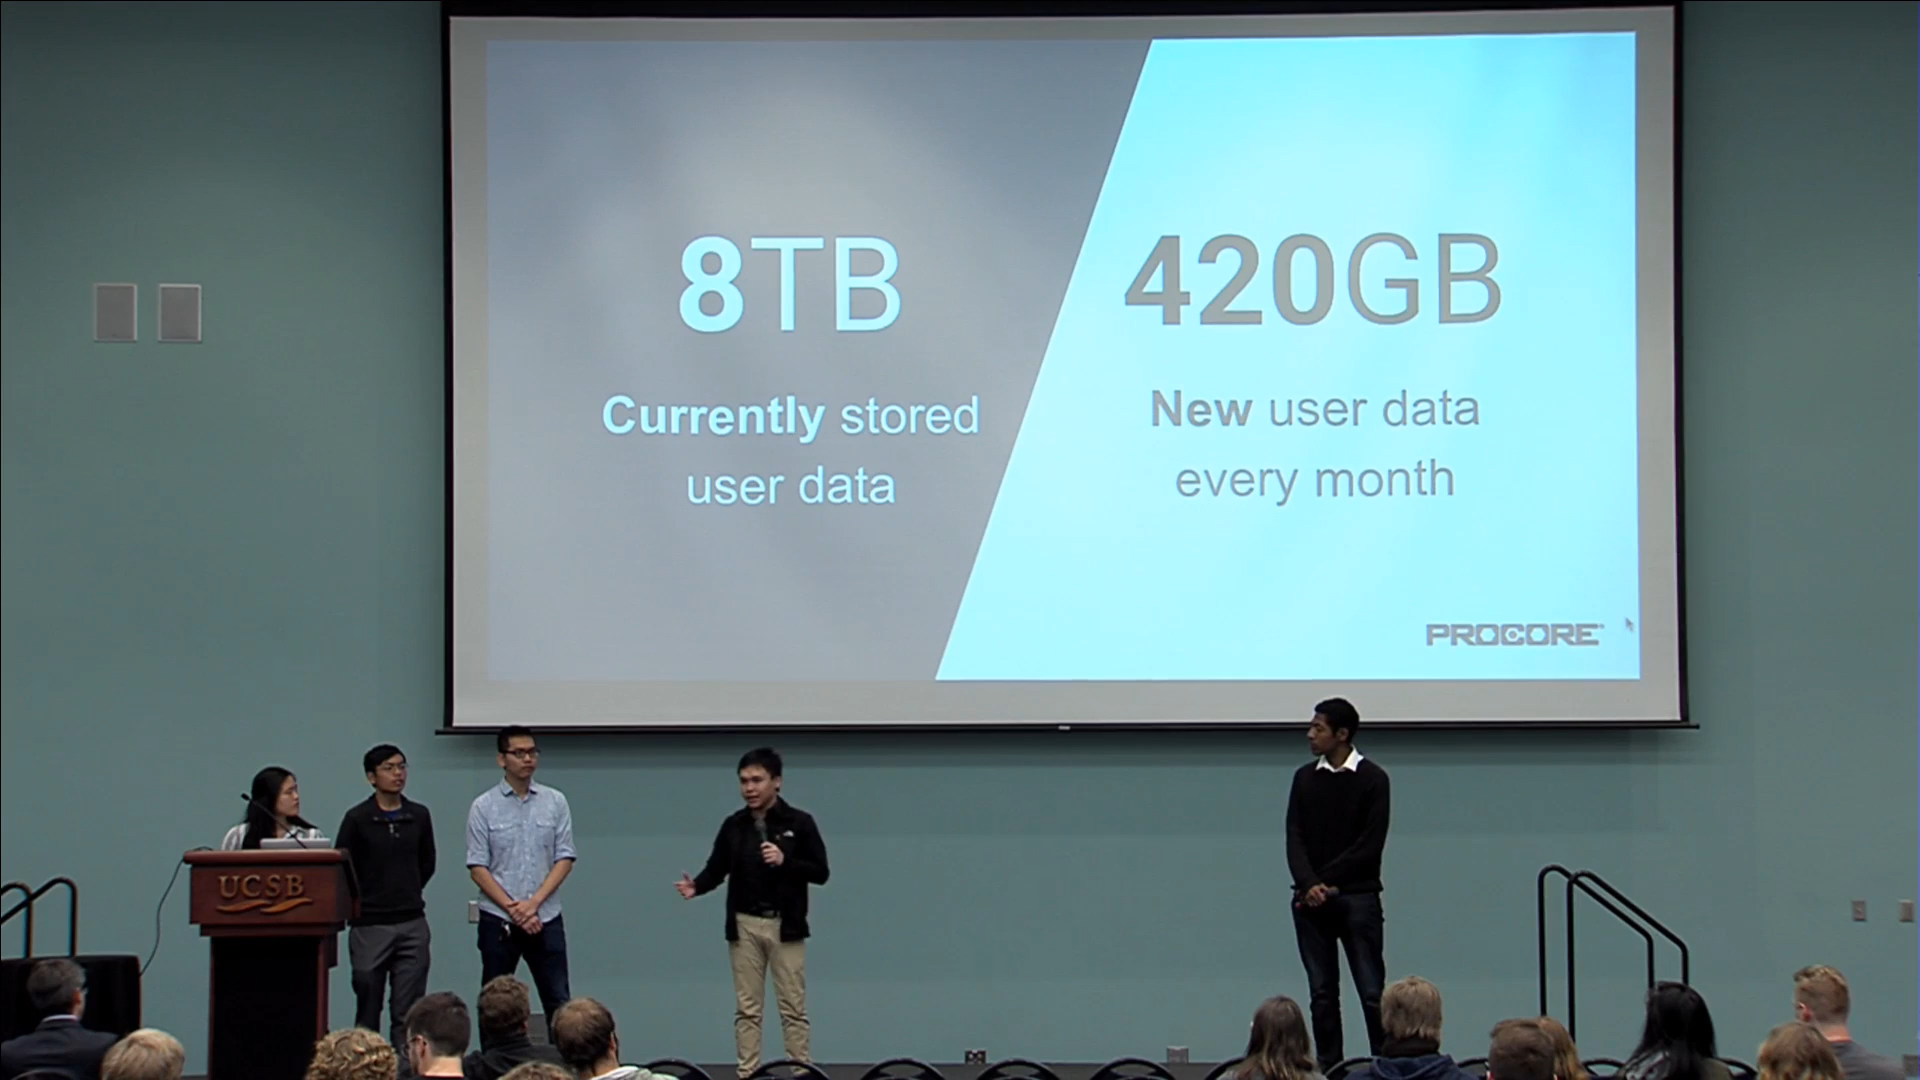 8TB
Currently stored
user data
420GB
New user data
every month
PROCORE
UCSB